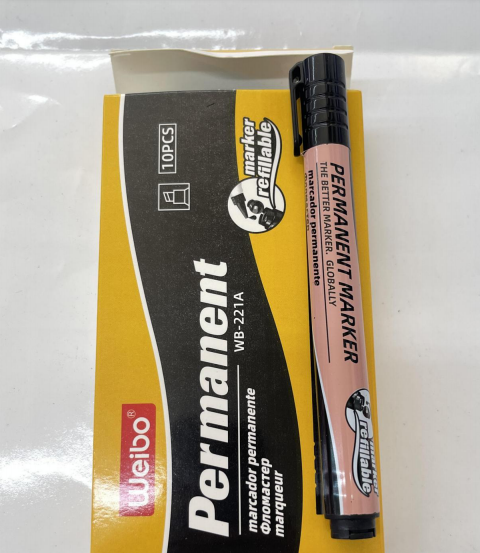 weibo®
Permanent
WB-221A
marcador permanente
Фломастер
marqueur
10PCS
marker
refillable
PERMANENT MARKER
THE BETTER MARKER. GLOBALLY
marcador permanente
marker
refillable